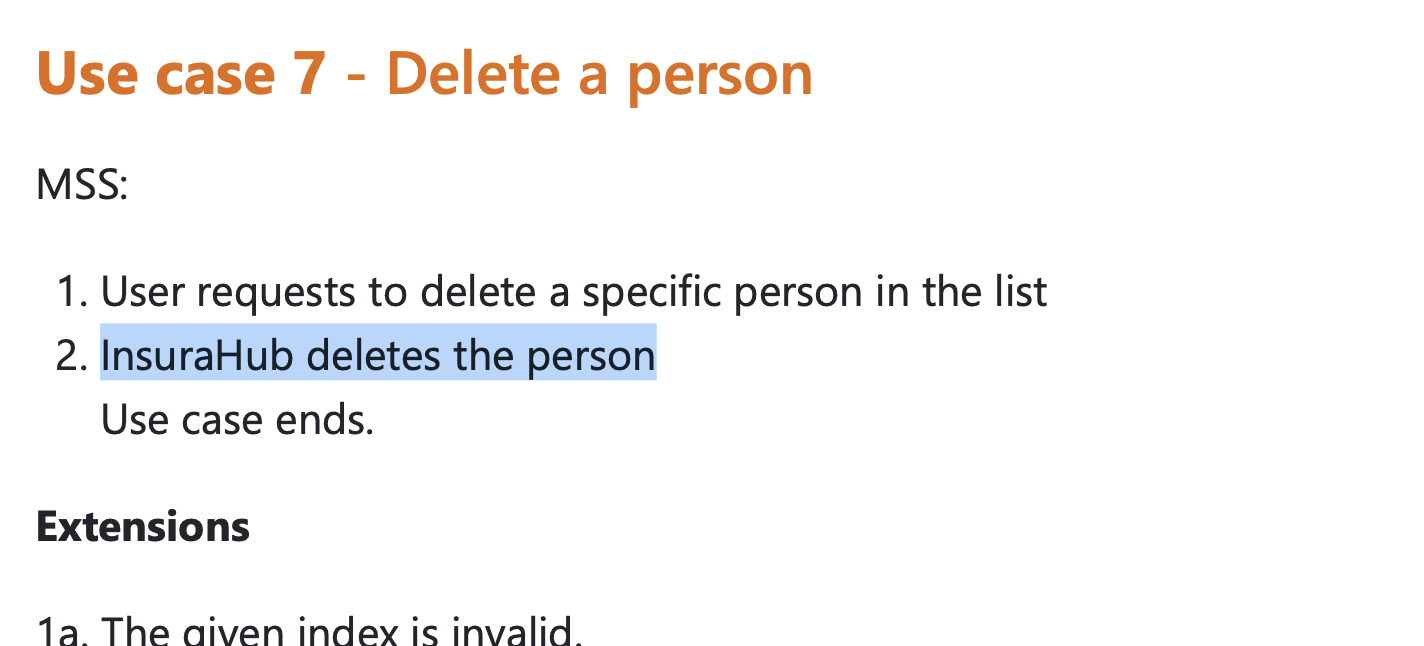 Use case 7 - Delete a person
MSS:
1. User requests to delete a specific person in the list
2. InsuraHub deletes the person
Use case ends.
Extensions
1a. The given index is invalid.